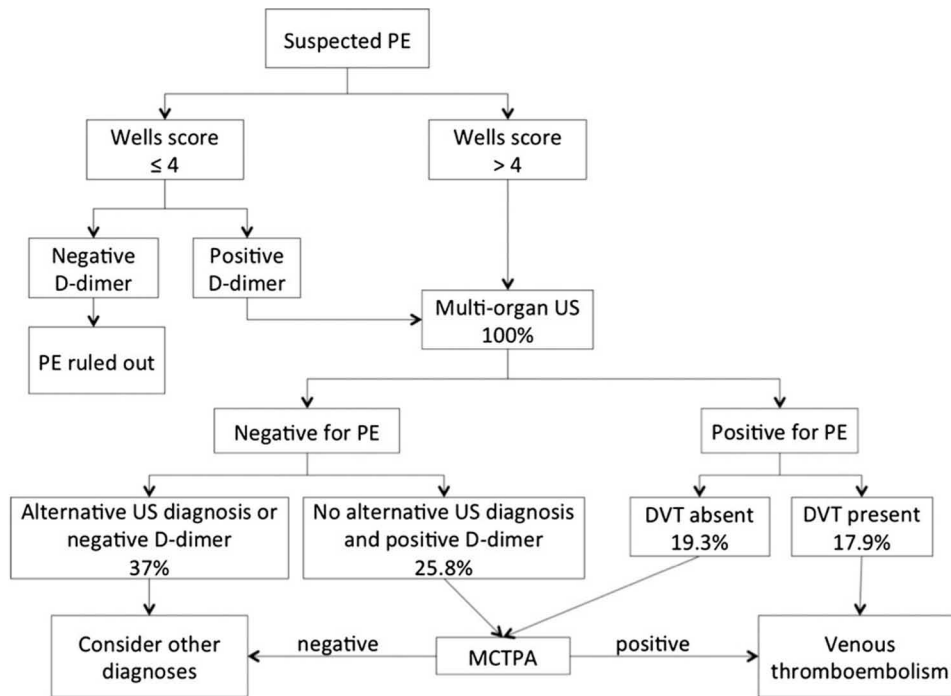 Suspected PE
Wells score
≤ 4
Wells score
> 4
Negative
D-dimer
Positive
D-dimer
PE ruled out
Multi-organ US
100%
Negative for PE
Positive for PE
Alternative US diagnosis or
negative D-dimer
37%
No alternative US diagnosis
and positive D-dimer
25.8%
DVT absent
19.3%
DVT present
17.9%
Consider other
diagnoses
negative
MCTPA
positive
Venous
thromboembolism